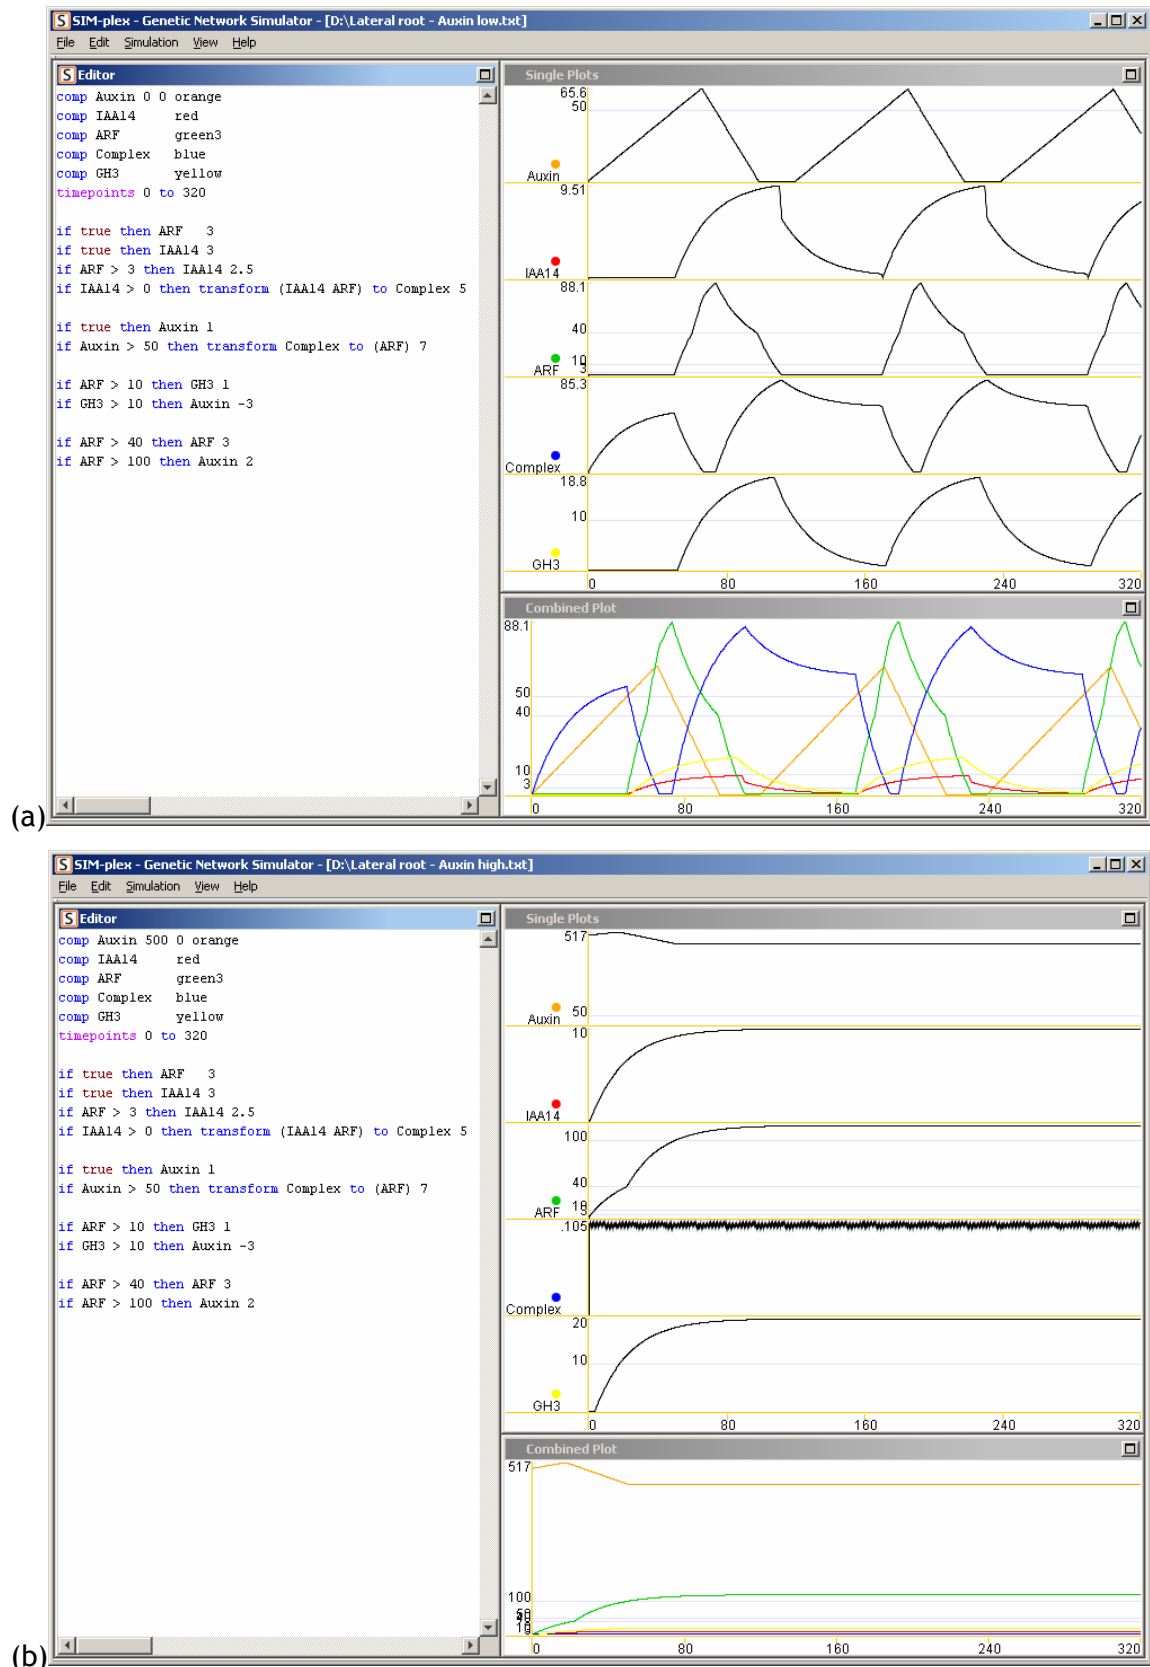 SIM-plex - Genetic Network Simulator - [D:\Lateral root - Auxin low.txt]
File Edit Simulation View Help
Editor
comp Auxin 0 0 orange
comp IAA14 red
comp ARF green3
comp Complex blue
comp GH3 yellow
timepoints 0 to 320
if true then ARF 3
if true then IAA14 3
if ARF > 3 then IAA14 2.5
if IAA14 > 0 then transform (IAA14 ARF) to Complex 5
if true then Auxin 1
if Auxin > 50 then transform Complex to (ARF) 7
if ARF > 10 then GH3 1
if GH3 > 10 then Auxin -3
if ARF > 40 then ARF 3
if ARF > 100 then Auxin 2
Single Plots
65.6
50
Auxin
9.51
IAA14
88.1
40
10
3
ARF
85.3
Complex
18.8
10
GH3
0 80 160 240 320
Combined Plot
88.1
50
40
10
3
0 80 160 240 320
(a)
SIM-plex - Genetic Network Simulator - [D:\Lateral root - Auxin high.txt]
File Edit Simulation View Help
Editor
comp Auxin 500 0 orange
comp IAA14 red
comp ARF green3
comp Complex blue
comp GH3 yellow
timepoints 0 to 320
if true then ARF 3
if true then IAA14 3
if ARF > 3 then IAA14 2.5
if IAA14 > 0 then transform (IAA14 ARF) to Complex 5
if true then Auxin 1
if Auxin > 50 then transform Complex to (ARF) 7
if ARF > 10 then GH3 1
if GH3 > 10 then Auxin -3
if ARF > 40 then ARF 3
if ARF > 100 then Auxin 2
Single Plots
517
50
Auxin
10
IAA14
100
40
ARF
.105
Complex
20
10
GH3
0 80 160 240 320
Combined Plot
517
100
0 80 160 240 320
(b)